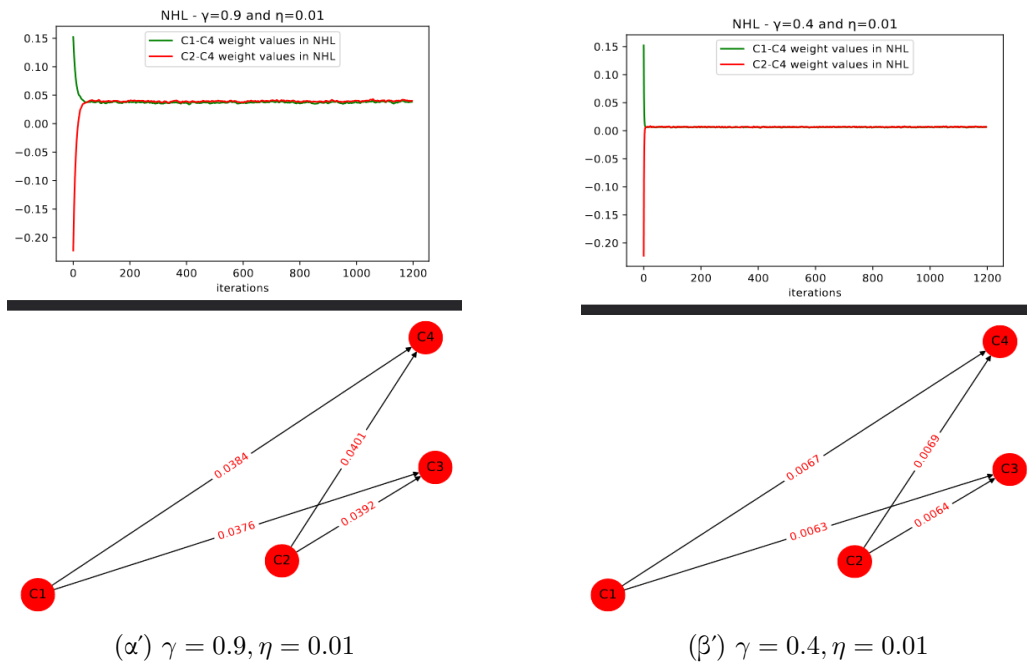 NHL - γ=0.9 and η=0.01
C1-C4 weight values in NHL
C2-C4 weight values in NHL
0.15
0.10
0.05
0.00
−0.05
−0.10
−0.15
−0.20
0 200 400 600 800 1000 1200
iterations
C4
0.0384
0.0401
C3
0.0376
0.0392
C2
C1
(α′) γ = 0.9, η = 0.01
NHL - γ=0.4 and η=0.01
C1-C4 weight values in NHL
C2-C4 weight values in NHL
0.15
0.10
0.05
0.00
−0.05
−0.10
−0.15
−0.20
0 200 400 600 800 1000 1200
iterations
C4
0.0067
0.0069
C3
0.0063
0.0064
C2
C1
(β′) γ = 0.4, η = 0.01